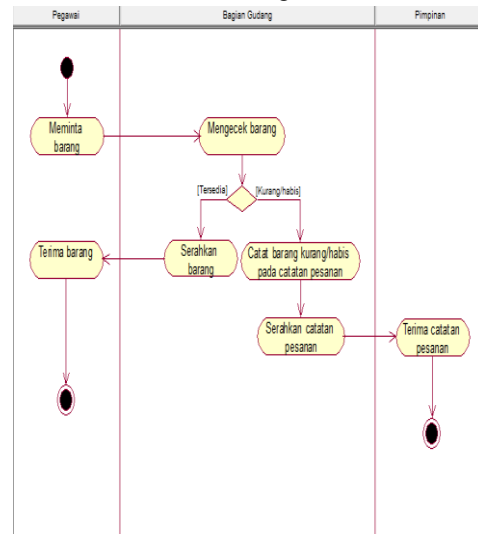 Pegawai
Bagian Gudang
Pimpinan
Meminta
barang
Mengecek barang
[Tersedia]
[Kurang/habis]
Terima barang
Serahkan
barang
Catat barang kurang/habis
pada catatan pesanan
Serahkan catatan
pesanan
Terima catatan
pesanan